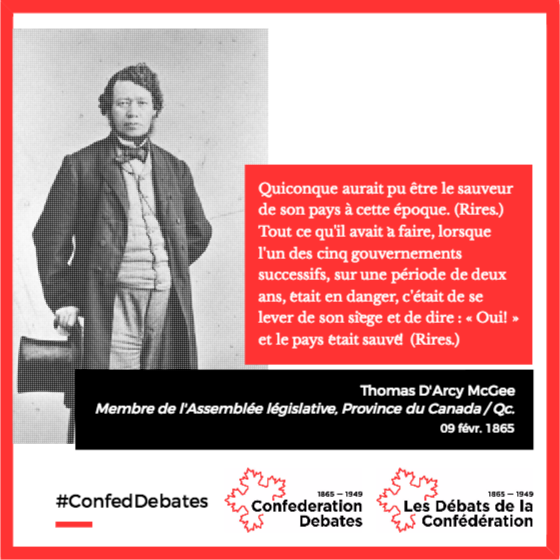 Quiconque aurait pu être le sauveur
de son pays à cette époque. (Rires.)
Tout ce qu'il avait à faire, lorsque
l'un des cinq gouvernements
successifs, sur une période de deux
ans, était en danger, c'était de se
lever de son siège et de dire : « Oui! »
et le pays était sauvé! (Rires.)
Thomas D'Arcy McGee
Membre de l'Assemblée législative, Province du Canada / Qc.
09 févr. 1865
#ConfedDebates
1865 — 1949
Confederation
Debates
1865 — 1949
Les Débats de la
Confédération